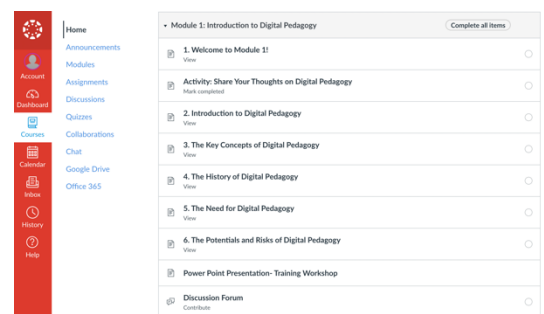 Account
Dashboard
Courses
Calendar
Inbox
History
Help
Home
Announcements
Modules
Assignments
Discussions
Quizzes
Collaborations
Chat
Google Drive
Office 365
Module 1: Introduction to Digital Pedagogy
Complete all items
1. Welcome to Module 1!
View
Activity: Share Your Thoughts on Digital Pedagogy
Mark completed
2. Introduction to Digital Pedagogy
View
3. The Key Concepts of Digital Pedagogy
View
4. The History of Digital Pedagogy
View
5. The Need for Digital Pedagogy
View
6. The Potentials and Risks of Digital Pedagogy
View
Power Point Presentation- Training Workshop
Discussion Forum
Contribute